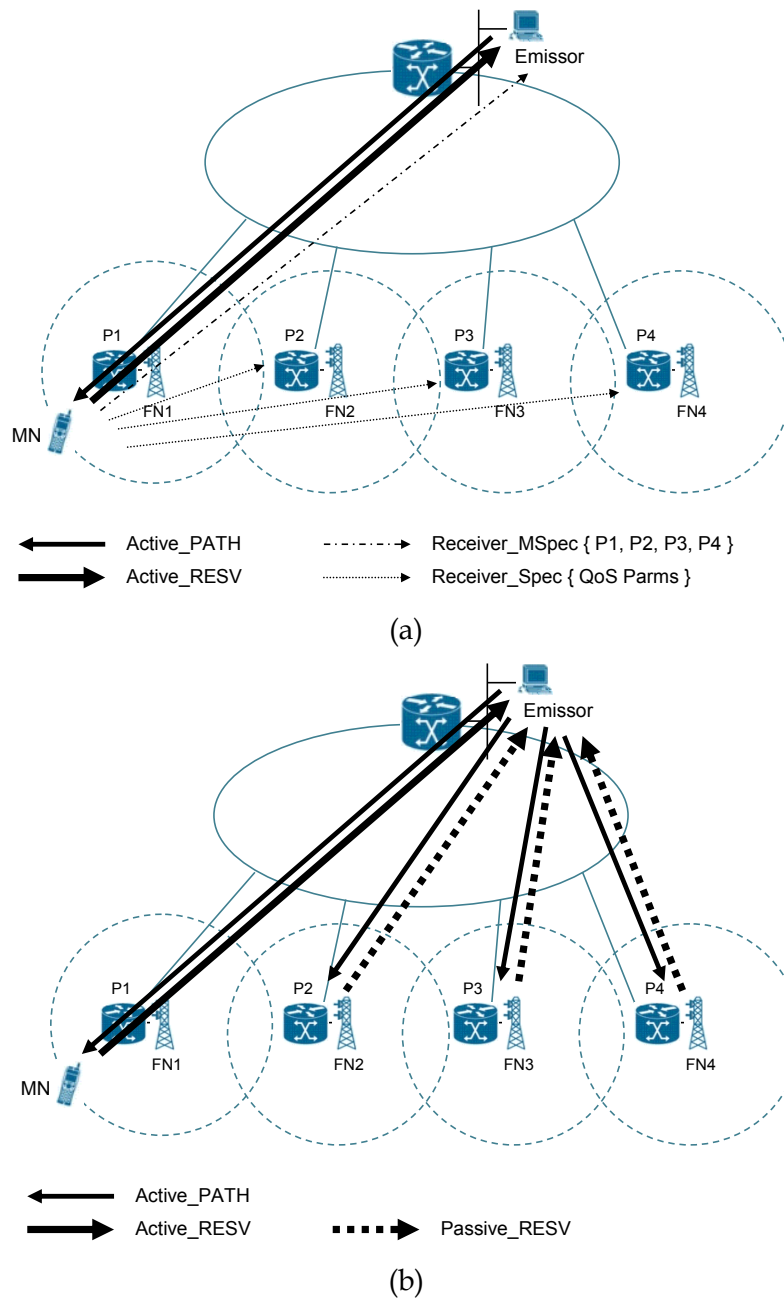 Emissor
P1
P2
P3
P4
FN1
FN2
FN3
FN4
MN
Active_PATH
Receiver_MSpec { P1, P2, P3, P4 }
Active_RESV
Receiver_Spec { QoS Parms }
(a)
Emissor
P1
P2
P3
P4
FN1
FN2
FN3
FN4
MN
Active_PATH
Active_RESV
Passive_RESV
(b)